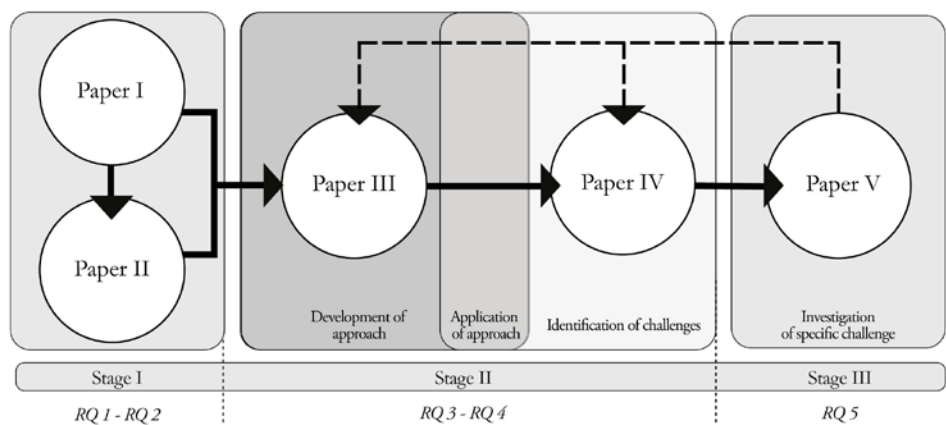 Paper I
Paper II
Paper III
Paper IV
Paper V
Development of
approach
Application
of approach
Identification of challenges
Investigation
of specific challenge
Stage I
Stage II
Stage III
RQ 1 - RQ 2
RQ 3 - RQ 4
RQ 5